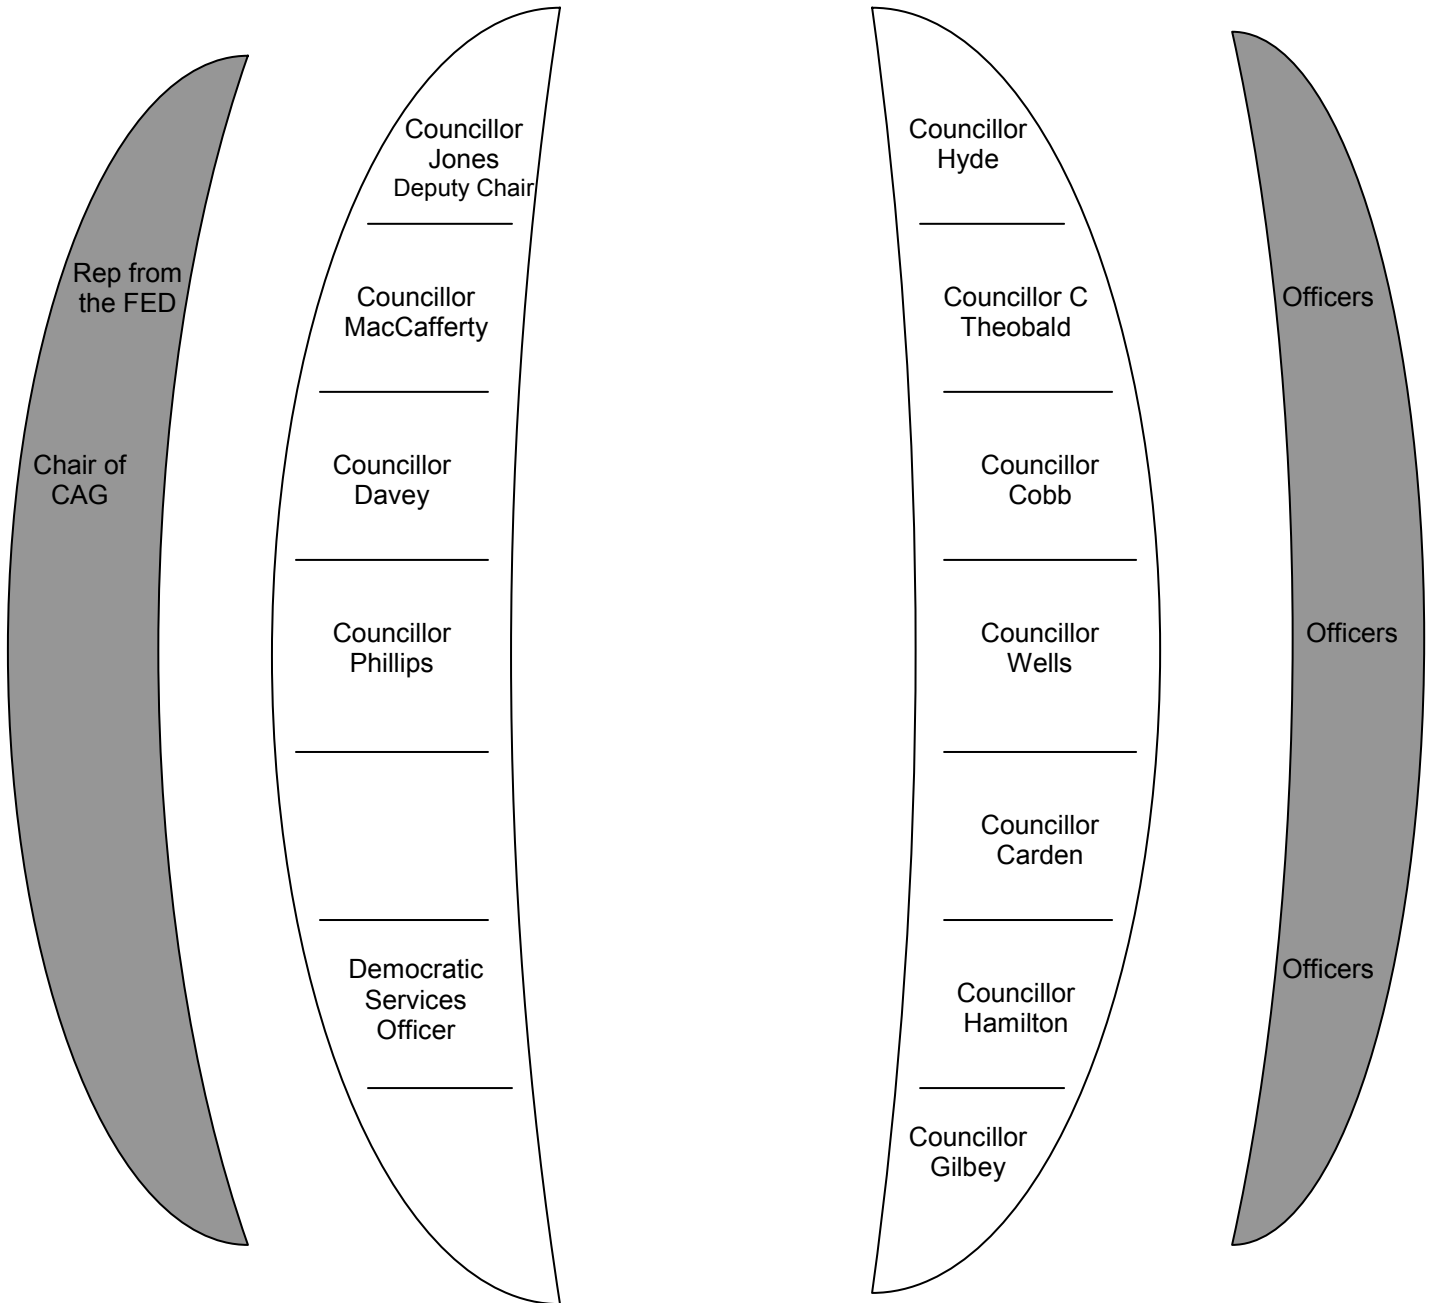 Rep from
the FED
Chair of
CAG
Councillor
Jones
Deputy Chair
Councillor
MacCafferty
Councillor
Davey
Councillor
Phillips
Democratic
Services
Officer
Councillor
Hyde
Councillor C
Theobald
Councillor
Cobb
Councillor
Wells
Councillor
Carden
Councillor
Hamilton
Councillor
Gilbey
Officers
Officers
Officers